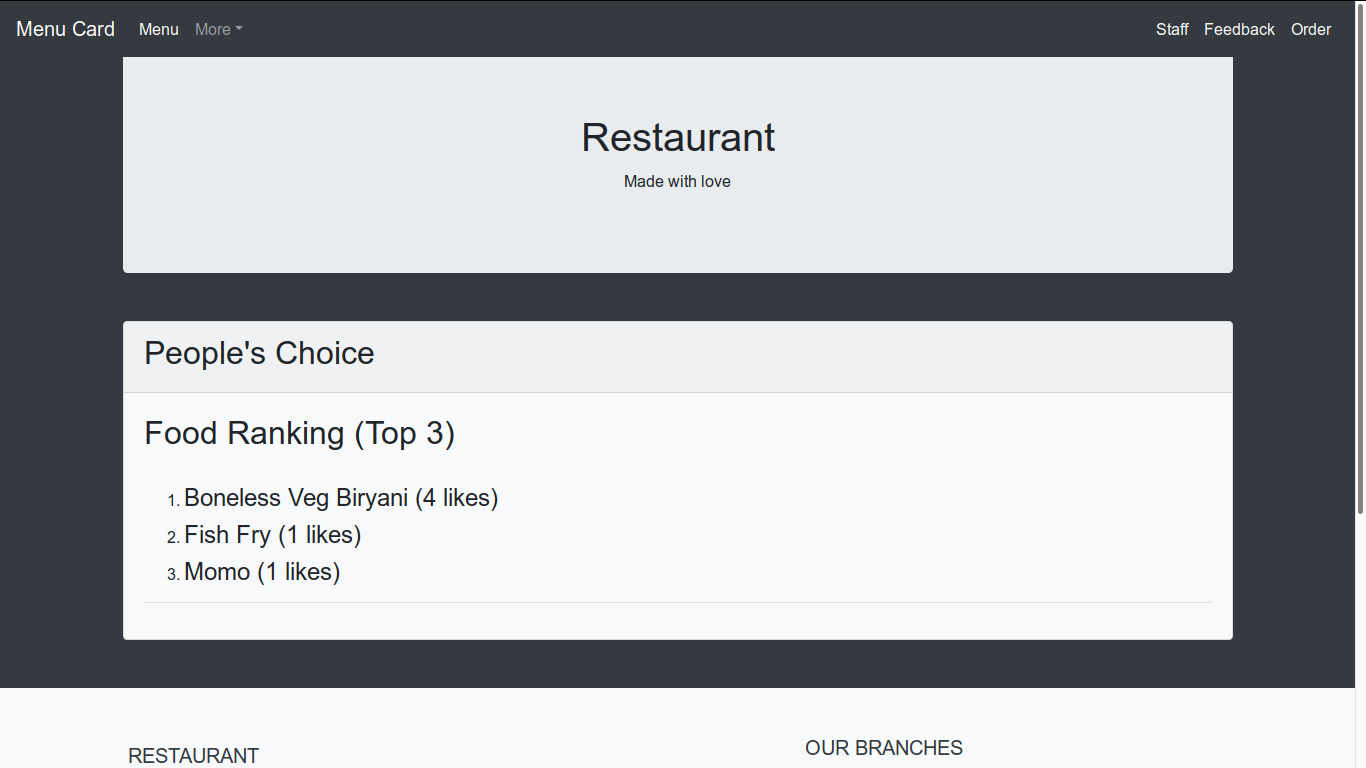 Menu Card Menu More Staff Feedback Order
Restaurant
Made with love
People's Choice
Food Ranking (Top 3)
1. Boneless Veg Biryani (4 likes)
2. Fish Fry (1 likes)
3. Momo (1 likes)
RESTAURANT
OUR BRANCHES